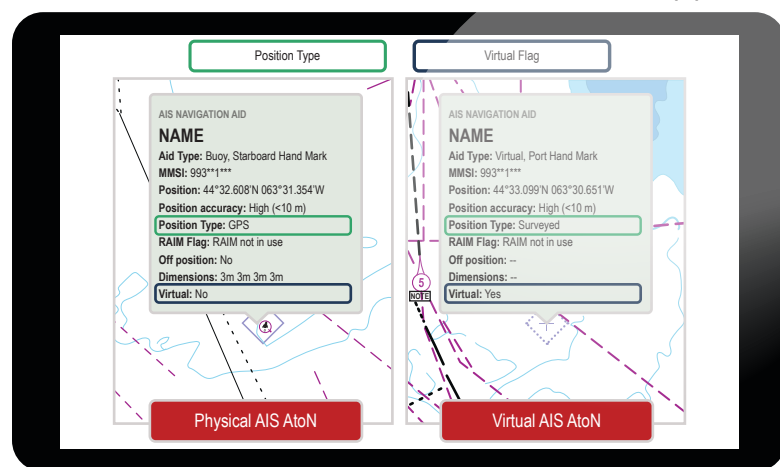 Position Type
Virtual Flag
AIS NAVIGATION AID
NAME
Aid Type: Buoy, Starboard Hand Mark
MMSI: 993**1***
Position: 44°32.608'N 063°31.354'W
Position accuracy: High (<10 m)
Position Type: GPS
RAIM Flag: RAIM not in use
Off position: No
Dimensions: 3m 3m 3m 3m
Virtual: No
Physical AIS AtoN
AIS NAVIGATION AID
NAME
Aid Type: Virtual, Port Hand Mark
MMSI: 993**1***
Position: 44°33.099'N 063°30.651'W
Position accuracy: High (<10 m)
Position Type: Surveyed
RAIM Flag: RAIM not in use
Off position: --
Dimensions: --
Virtual: Yes
5
NOTE
Virtual AIS AtoN